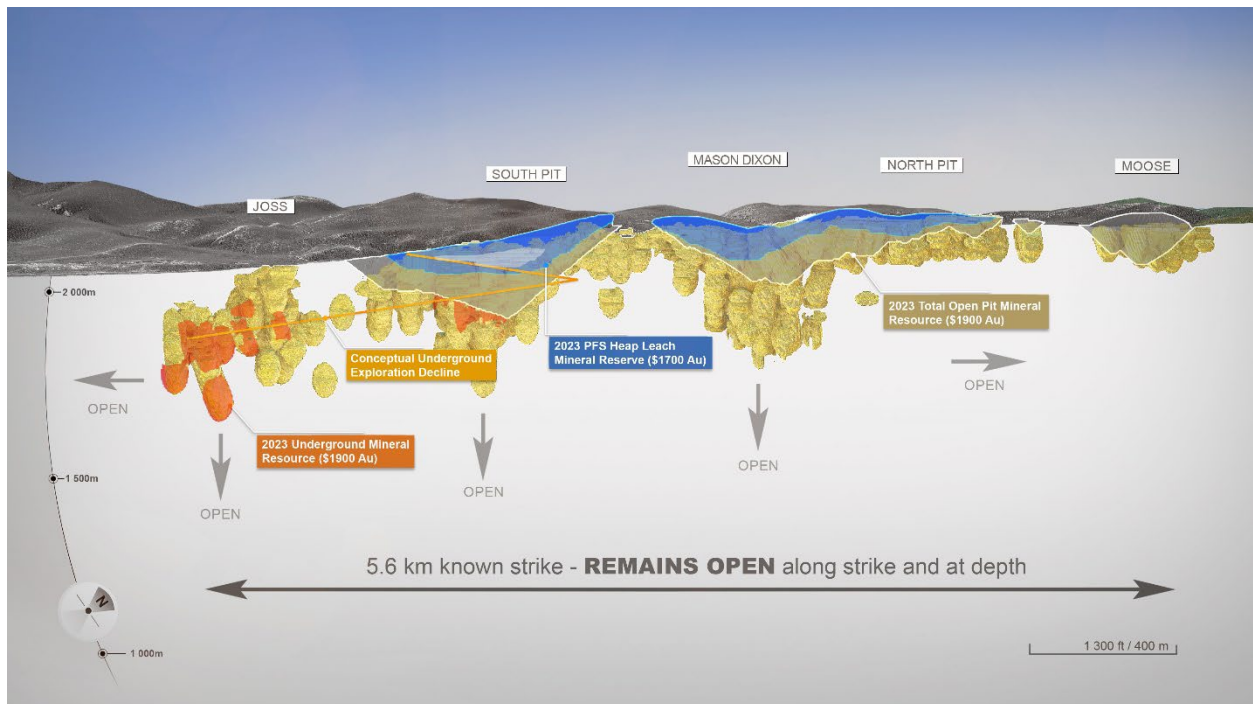 SOUTH PIT
MASON DIXON
NORTH PIT
MOOSE
JOSS
2 000m
2023 Total Open Pit Mineral
Resource ($1900 Au)
2023 PFS Heap Leach
Mineral Reserve ($1700 Au)
Conceptual Underground
Exploration Decline
OPEN
OPEN
2023 Underground Mineral
Resource ($1900 Au)
OPEN
OPEN
OPEN
1 500m
5.6 km known strike - REMAINS OPEN along strike and at depth
N
1 000m
1 300 ft / 400 m